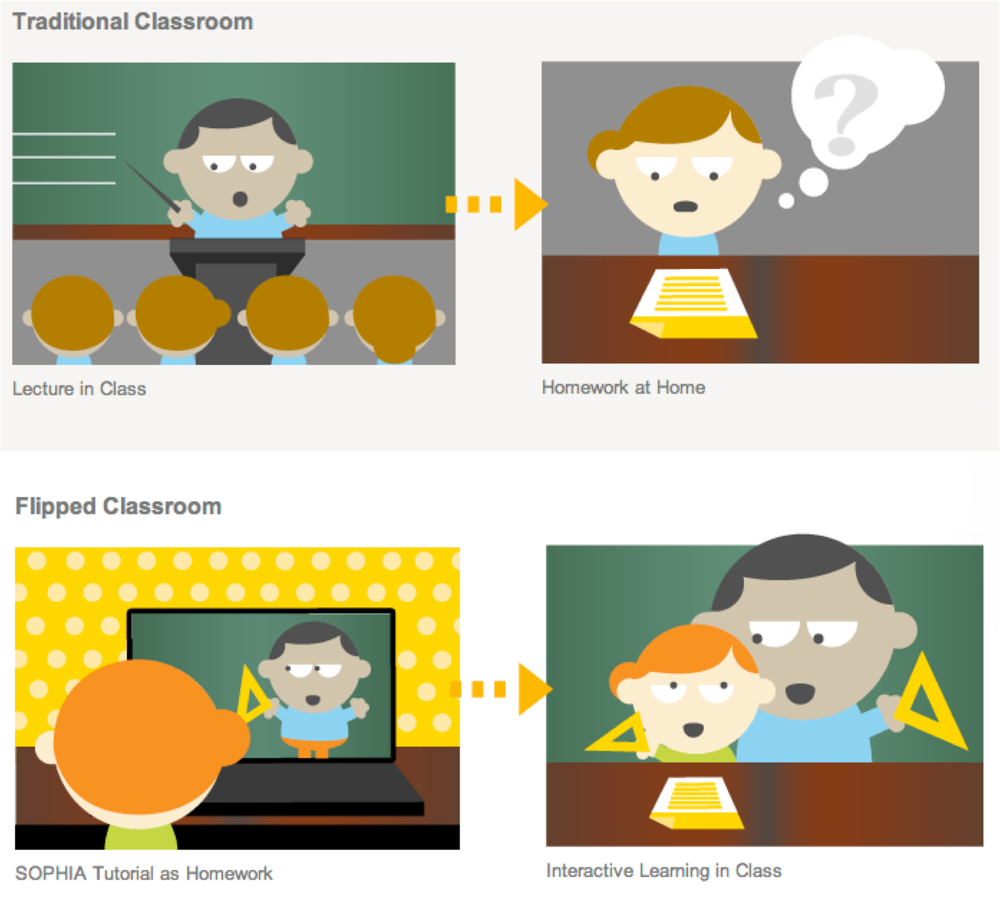 Traditional Classroom
?
Lecture in Class
Homework at Home
Flipped Classroom
SOPHIA Tutorial as Homework
Interactive Learning in Class